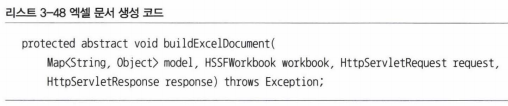 리스트 3-48 엑셀 문서 생성 코드
protected abstract void buildExcelDocument(
Map<String, Object> model, HSSFWorkbook workbook, HttpServletRequest request,
HttpServletResponse response) throws Exception;